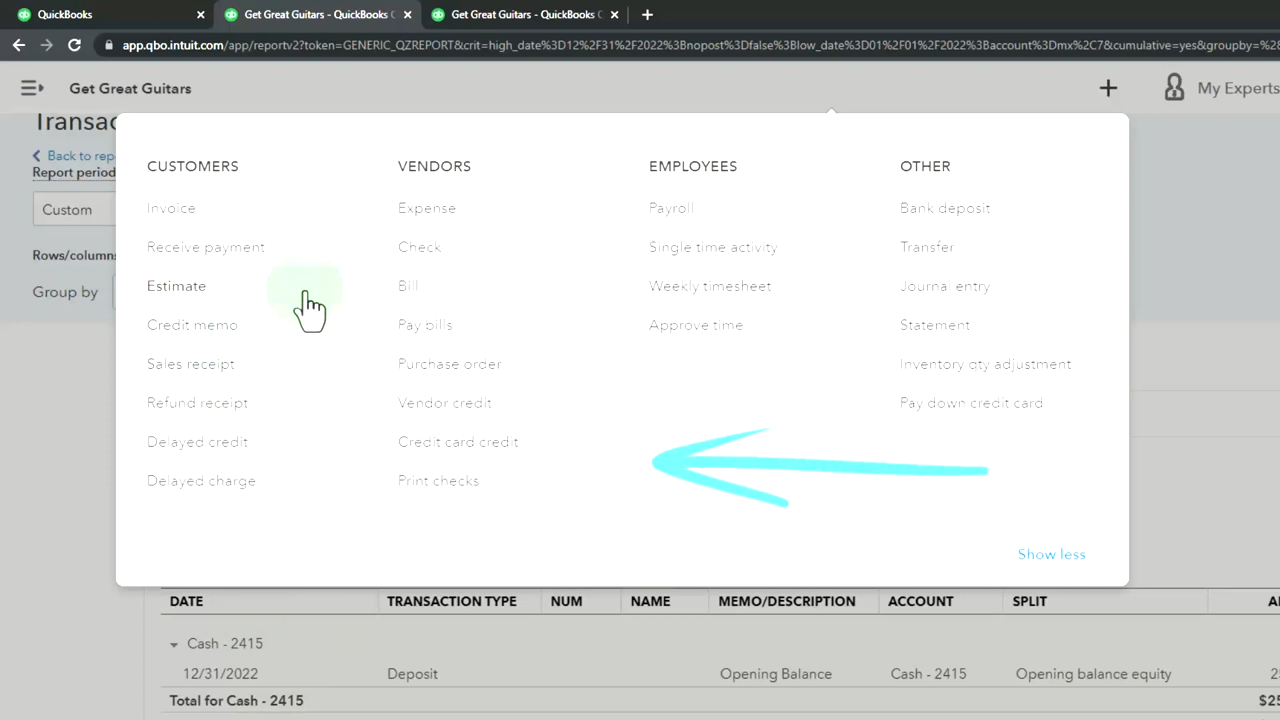 QuickBooks
Get Great Guitars - QuickBooks
Get Great Guitars - QuickBooks
app.qbo.intuit.com/app/reportv2?token=GENERIC_QZREPORT&crit=high_date%3D12%2F31%2F2022%3Bnopost%3Dfalse%3Blow_date%3D01%2F01%2F2022%3Baccount%3Dmx%2C7&cumulative=yes&groupby=%28
Get Great Guitars
My Experts
Transac
Back to rep
Report period
Custom
Rows/columns
Group by
CUSTOMERS
Invoice
Receive payment
Estimate
Credit memo
Sales receipt
Refund receipt
Delayed credit
Delayed charge
VENDORS
Expense
Check
Bill
Pay bills
Purchase order
Vendor credit
Credit card credit
Print checks
EMPLOYEES
Payroll
Single time activity
Weekly timesheet
Approve time
OTHER
Bank deposit
Transfer
Journal entry
Statement
Inventory qty adjustment
Pay down credit card
Show less
DATE TRANSACTION TYPE NUM NAME MEMO/DESCRIPTION ACCOUNT SPLIT
Cash - 2415
12/31/2022 Deposit Opening Balance Cash - 2415 Opening balance equity
Total for Cash - 2415 $25